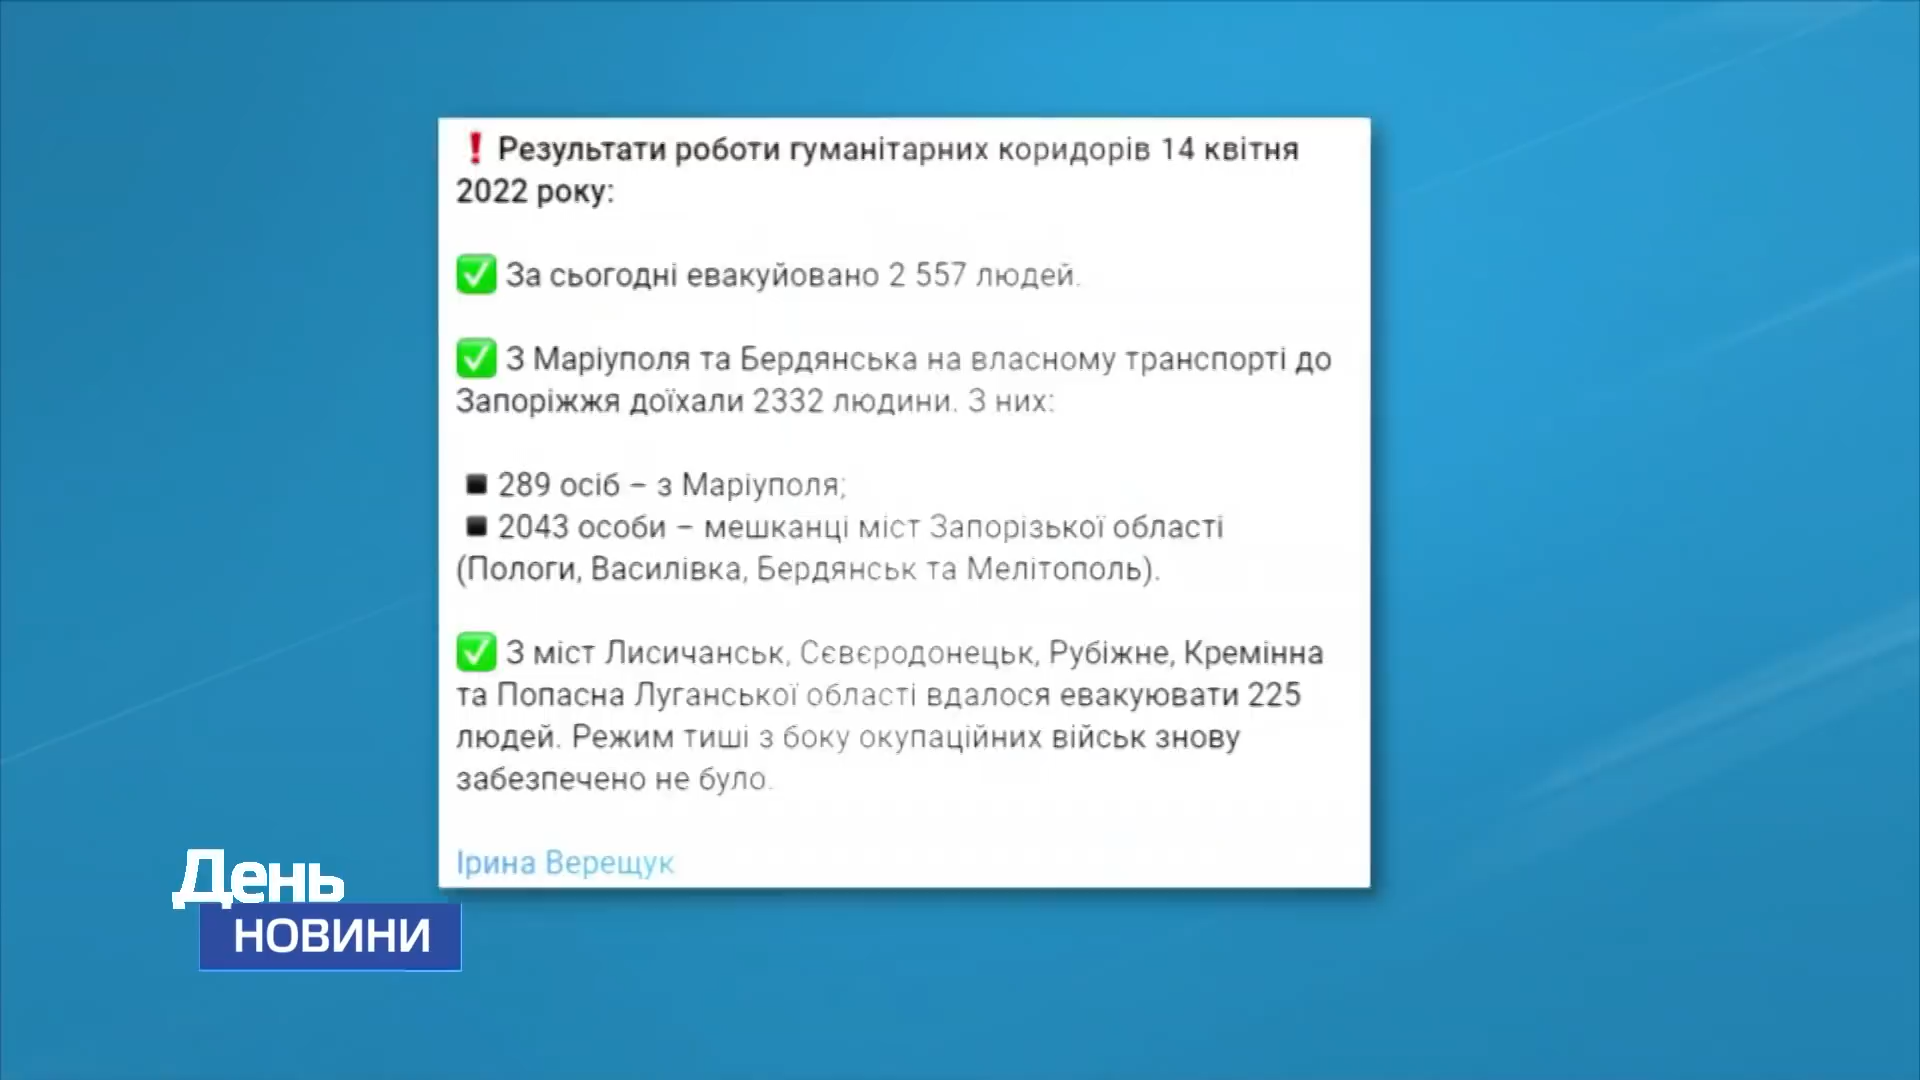 ❗ Результати роботи гуманітарних коридорів 14 квітня
2022 року:
✅ За сьогодні евакуйовано 2 557 людей.
✅ З Маріуполя та Бердянська на власному транспорті до
Запоріжжя доїхали 2332 людини. З них:
▪ 289 осіб – з Маріуполя;
▪ 2043 особи – мешканці міст Запорізької області
(Пологи, Василівка, Бердянськ та Мелітополь).
✅ З міст Лисичанськ, Сєвєродонецьк, Рубіжне, Кремінна
та Попасна Луганської області вдалося евакуювати 225
людей. Режим тиші з боку окупаційних військ знову
забезпечено не було.
Ірина Верещук
День
НОВИНИ